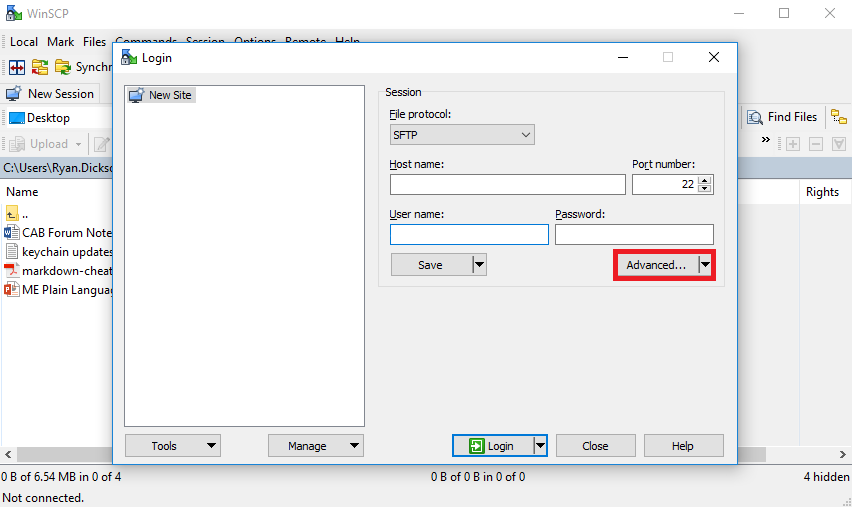 WinSCP
Local Mark Files Commands Session Options Remote Help
Synchr
New Session
Desktop
Find Files
Upload
C:\Users\Ryan.Dickso
Name
Rights
..
CAB Forum Note
keychain updates
markdown-cheat
ME Plain Languag
Login
New Site
Session
File protocol:
SFTP
Host name:
Port number:
22
User name:
Password:
Save
Advanced...
Tools
Manage
Login
Close
Help
0 B of 6.54 MB in 0 of 4
0 B of 0 B in 0 of 0
4 hidden
Not connected.